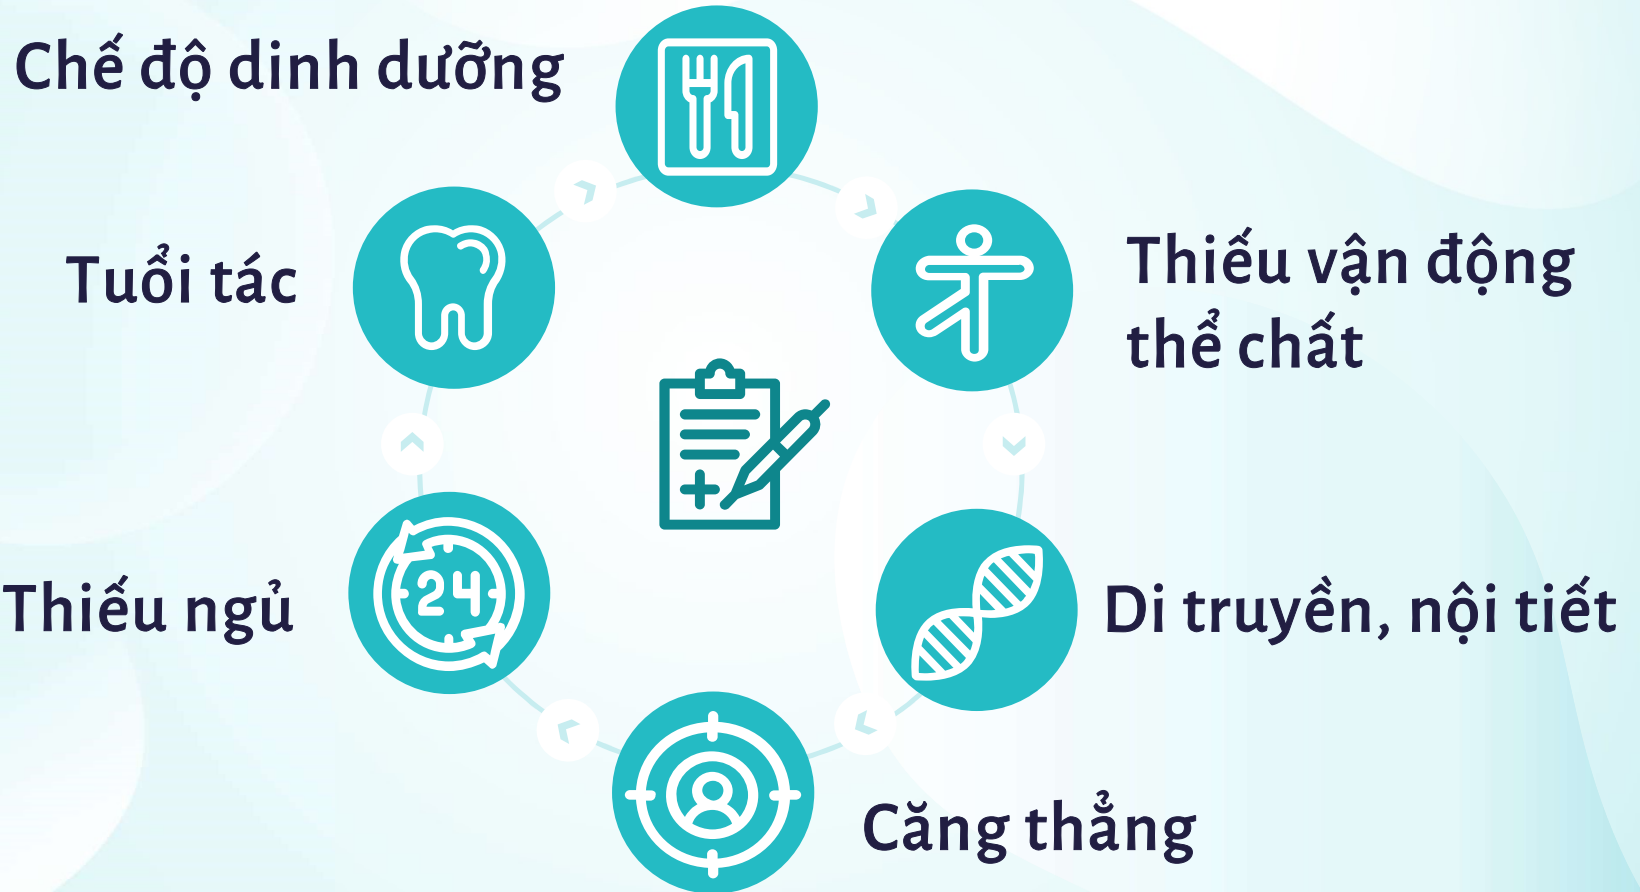 Chế độ dinh dưỡng
Tuổi tác
Thiếu vận động
thể chất
24
Thiếu ngủ
Di truyền, nội tiết
Căng thẳng